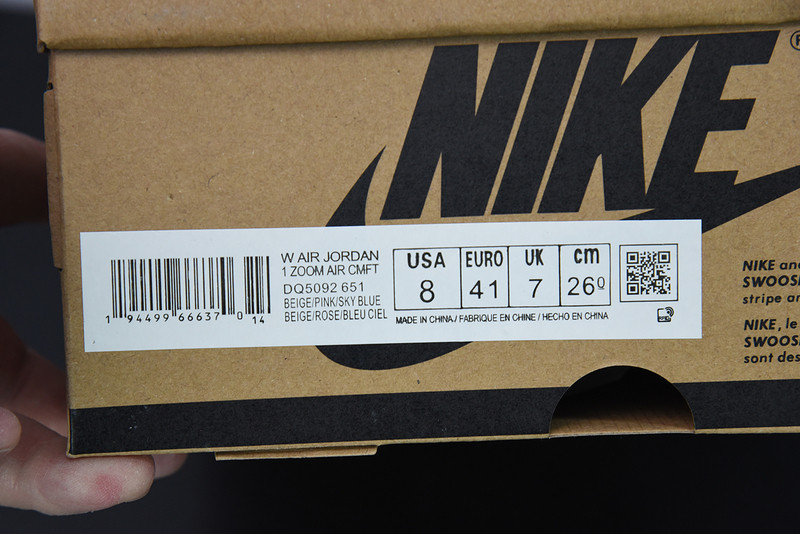 NIKE
W AIR JORDAN
1 ZOOM AIR CMFT
DQ5092 651
BEIGE/PINK/SKY BLUE
BEIGE/ROSE/BLEU CIEL
1 94499 66637 0 14
USA EURO UK cm
8 41 7 26
MADE IN CHINA / FABRIQUE EN CHINE / HECHO EN CHINA
NIKE and
SWOOS
stripe ar
NIKE, le
SWOOS
sont des